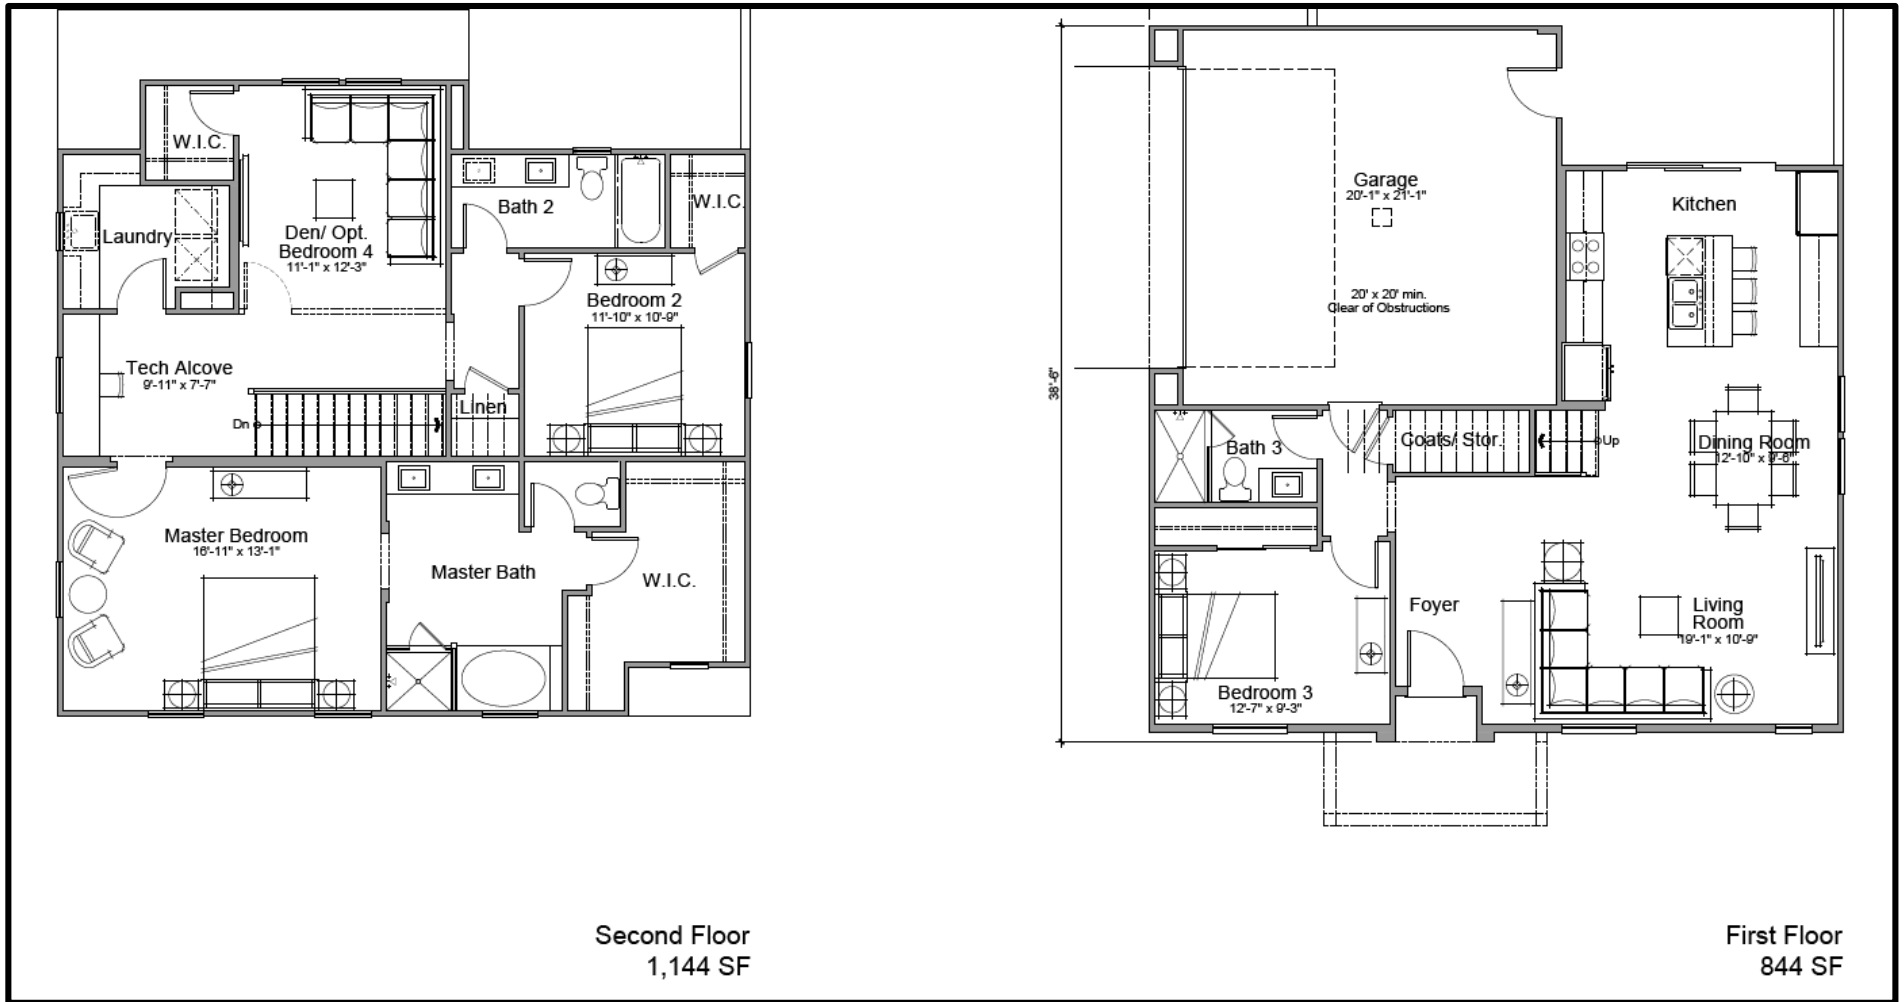 W.I.C.
Den/ Opt.
Bedroom 4
11'-1" x 12'-3"
Laundry
Bath 2
W.I.C.
Bedroom 2
11'-10" x 10'-9"
Tech Alcove
9'-11" x 7'-7"
Dn
Linen
Master Bedroom
16'-11" x 13'-1"
Master Bath
W.I.C.
Second Floor
1,144 SF
38'-6"
Garage
20'-1" x 21'-1"
20' x 20' min.
Clear of Obstructions
Kitchen
Bath 3
Coats/ Stor.
Up
Dining Room
12'-10" x 9'-6"
Foyer
Living
Room
19'-1" x 10'-9"
Bedroom 3
12'-7" x 9'-3"
First Floor
844 SF